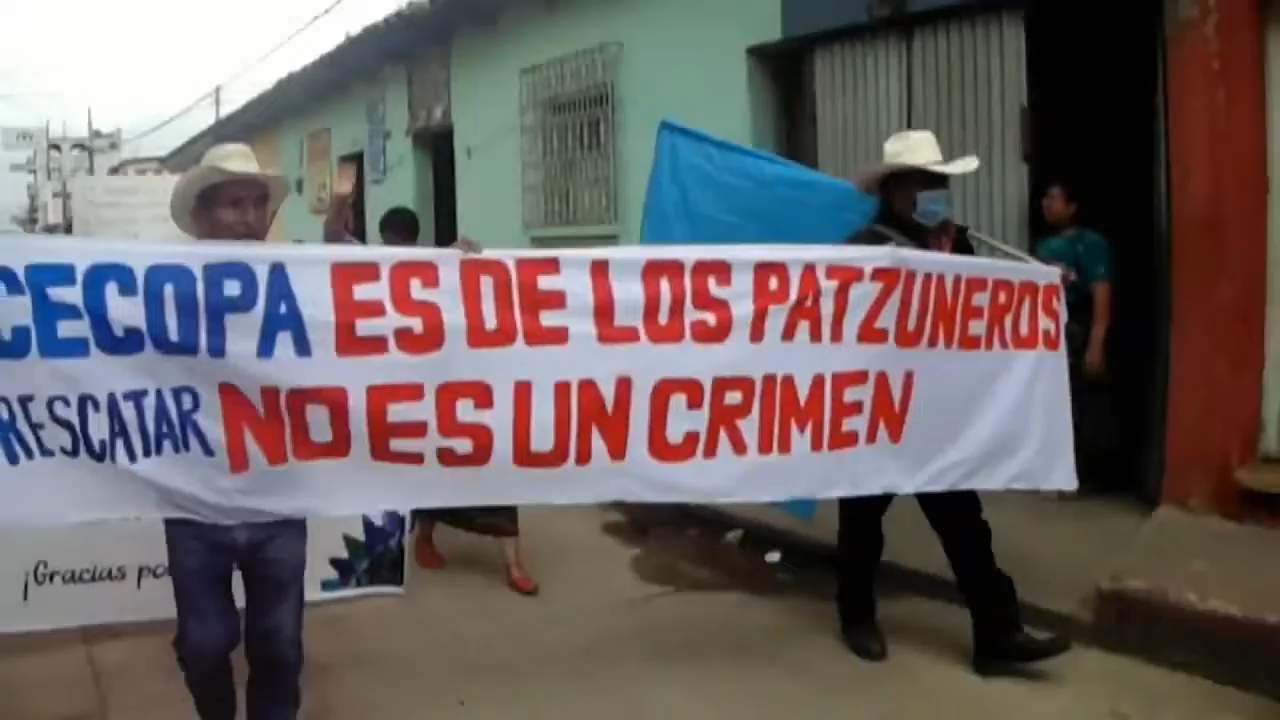 CECOPA ES DE LOS PATZUNEROS
RESCATAR NO ES UN CRIMEN
¡Gracias po